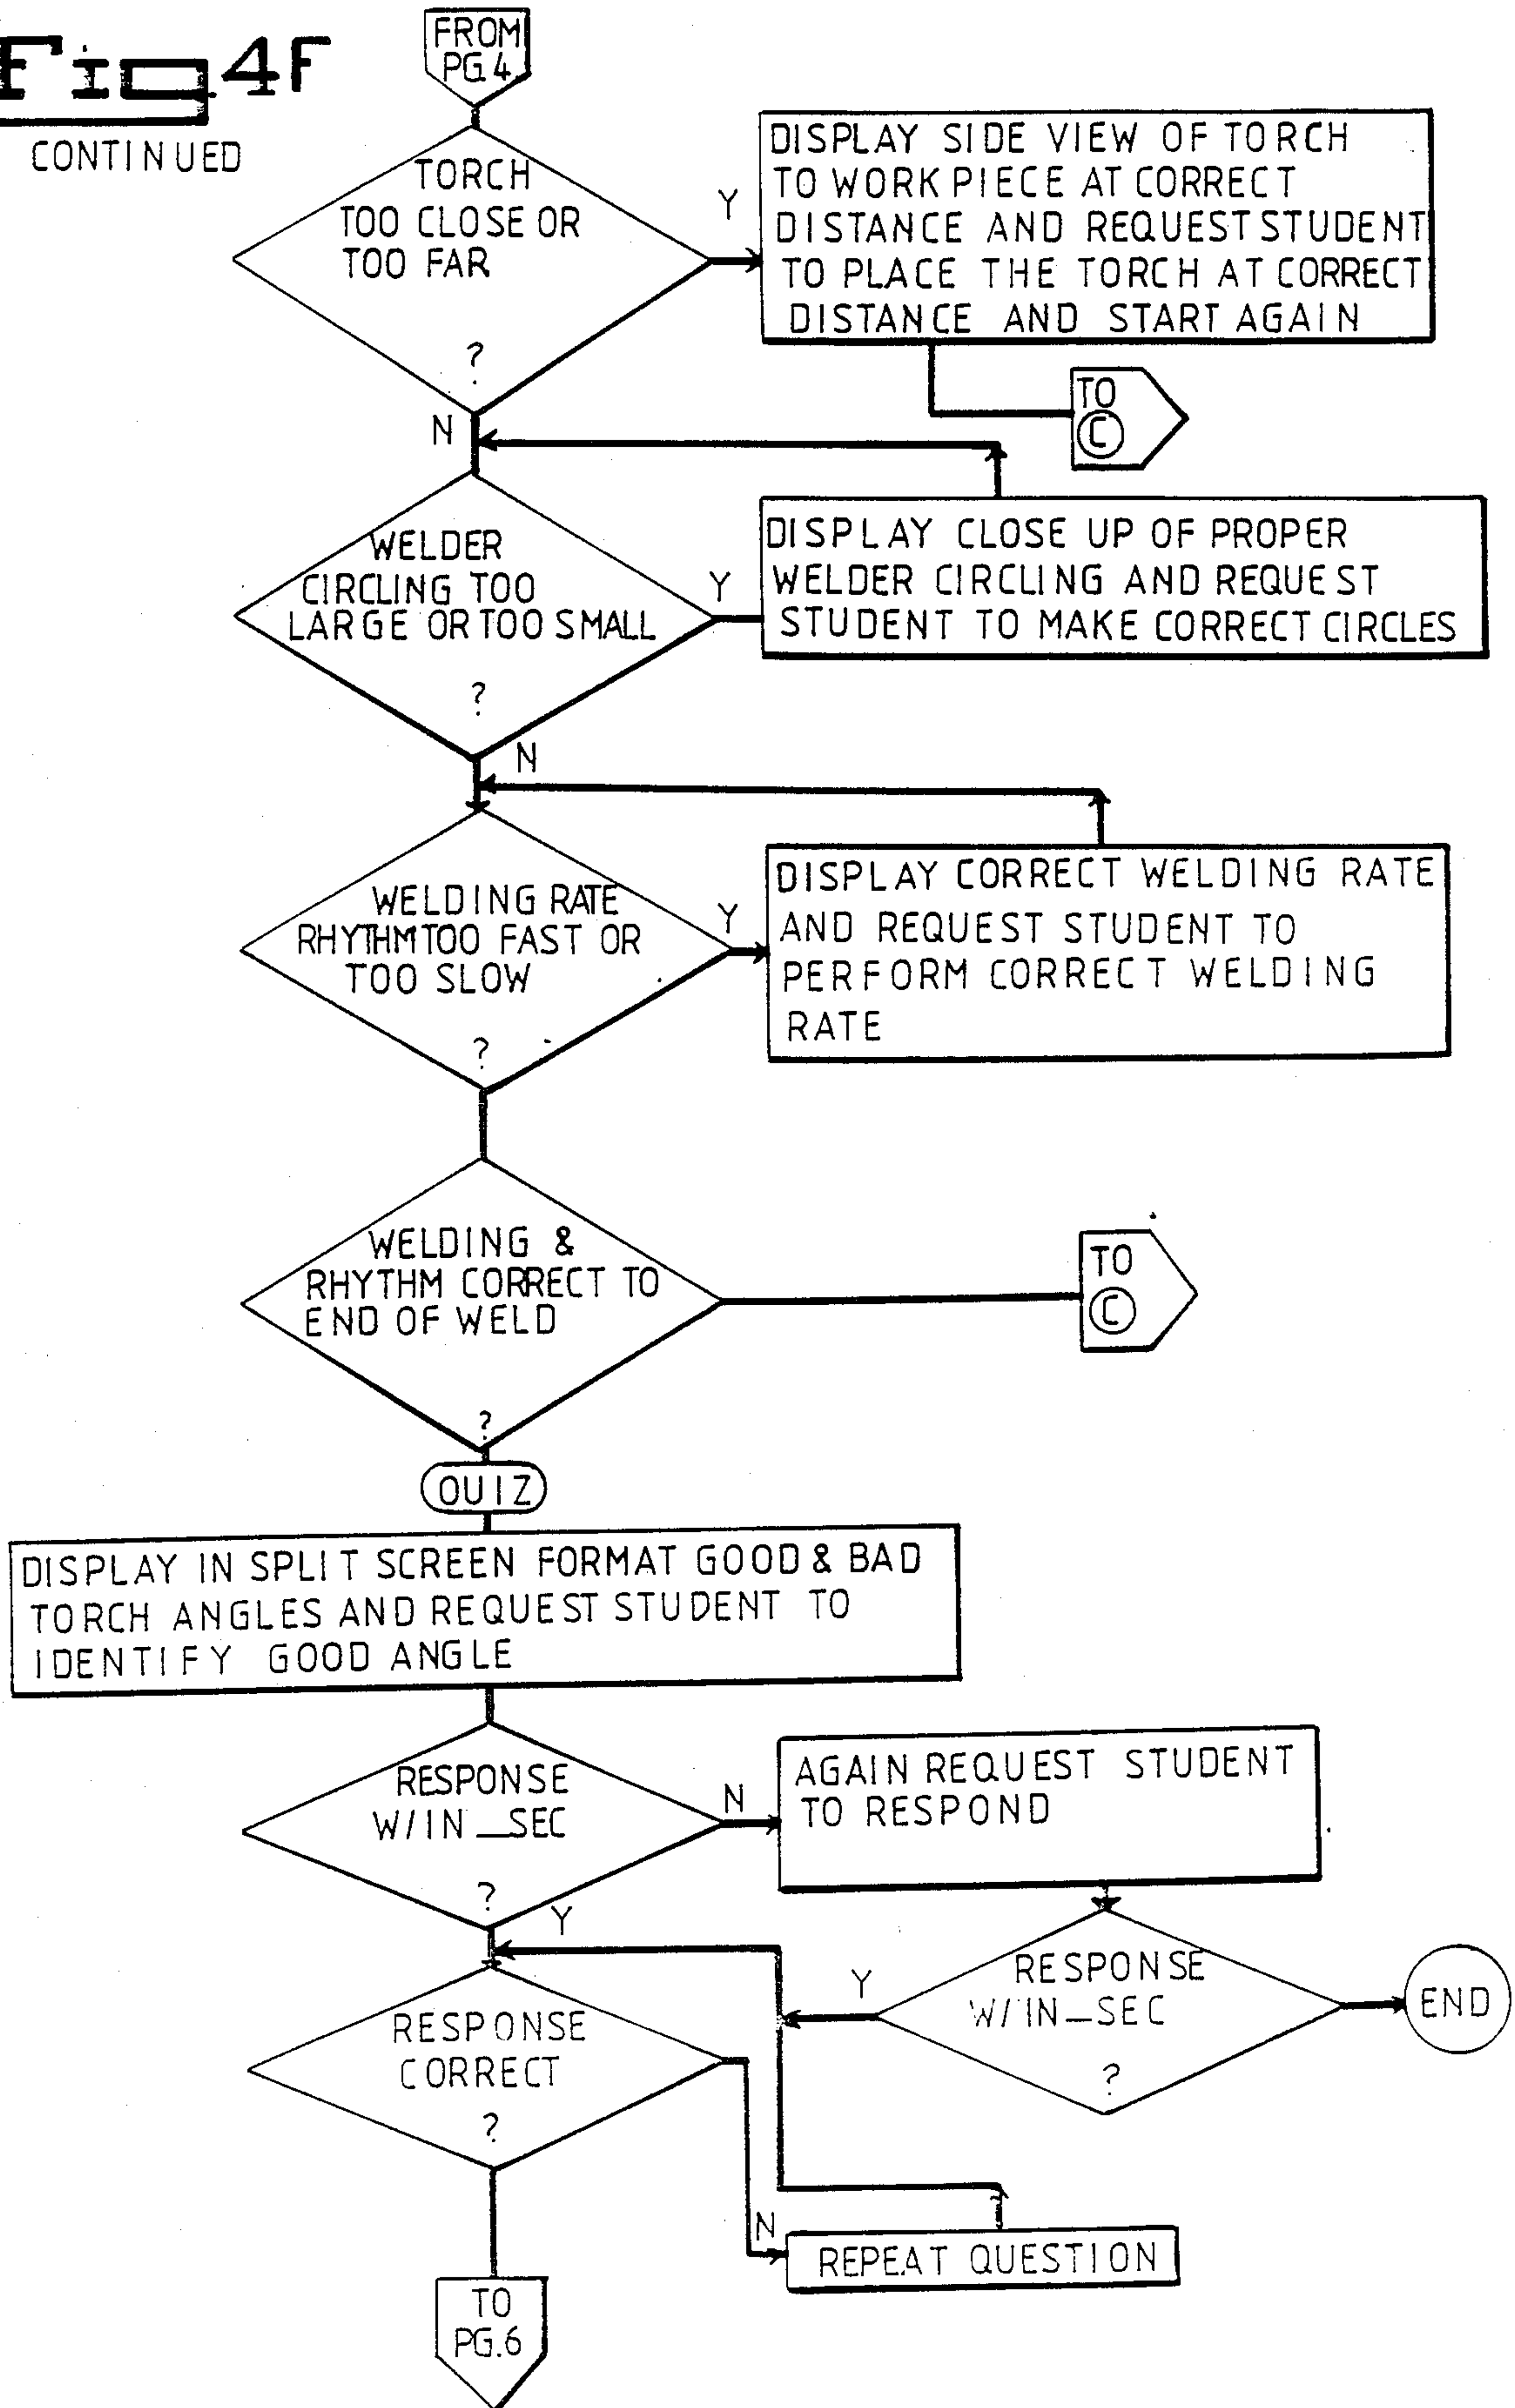 Fig 4F
CONTINUED
FROM
PG.4
TORCH
TOO CLOSE OR
TOO FAR
?
Y
DISPLAY SIDE VIEW OF TORCH
TO WORK PIECE AT CORRECT
DISTANCE AND REQUEST STUDENT
TO PLACE THE TORCH AT CORRECT
DISTANCE AND START AGAIN
TO
C
N
WELDER
CIRCLING TOO
LARGE OR TOO SMALL
?
Y
DISPLAY CLOSE UP OF PROPER
WELDER CIRCLING AND REQUEST
STUDENT TO MAKE CORRECT CIRCLES
N
WELDING RATE
RHYTHM TOO FAST OR
TOO SLOW
?
Y
DISPLAY CORRECT WELDING RATE
AND REQUEST STUDENT TO
PERFORM CORRECT WELDING
RATE
WELDING &
RHYTHM CORRECT TO
END OF WELD
?
TO
C
QUIZ
DISPLAY IN SPLIT SCREEN FORMAT GOOD & BAD
TORCH ANGLES AND REQUEST STUDENT TO
IDENTIFY GOOD ANGLE
RESPONSE
W/IN _SEC
?
N
AGAIN REQUEST STUDENT
TO RESPOND
Y
RESPONSE
W/IN_SEC
?
Y
END
RESPONSE
CORRECT
?
N
REPEAT QUESTION
TO
PG.6